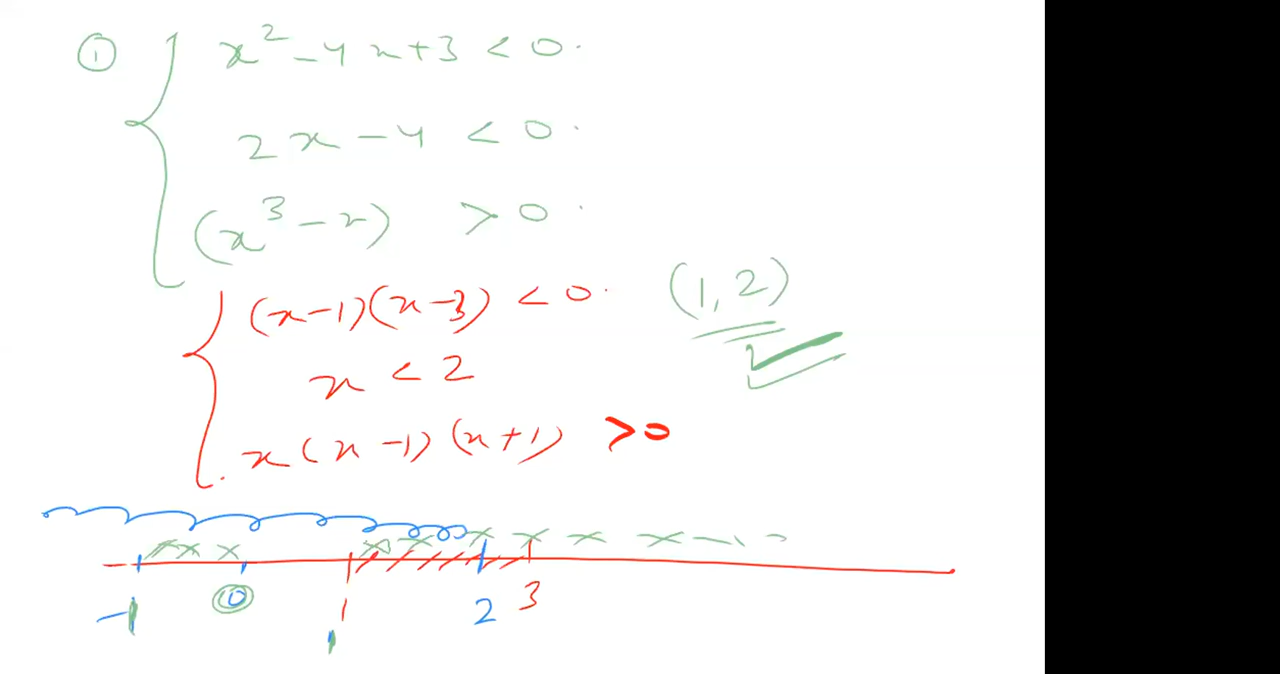 ① x² - 4x + 3 < 0.
2x - 4 < 0.
(x³ - x) > 0.
(x-1)(x-3) < 0.
(1, 2)
x < 2
x(x-1)(x+1) > 0
-1 0 1 2 3